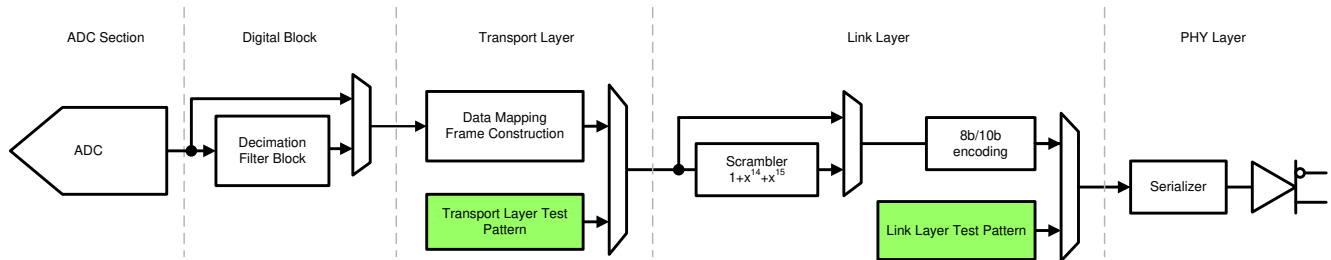 ADC Section
Digital Block
Transport Layer
Link Layer
PHY Layer
ADC
Decimation
Filter Block
Data Mapping
Frame Construction
Transport Layer Test
Pattern
Scrambler
1+x¹⁴+x¹⁵
8b/10b
encoding
Link Layer Test Pattern
Serializer